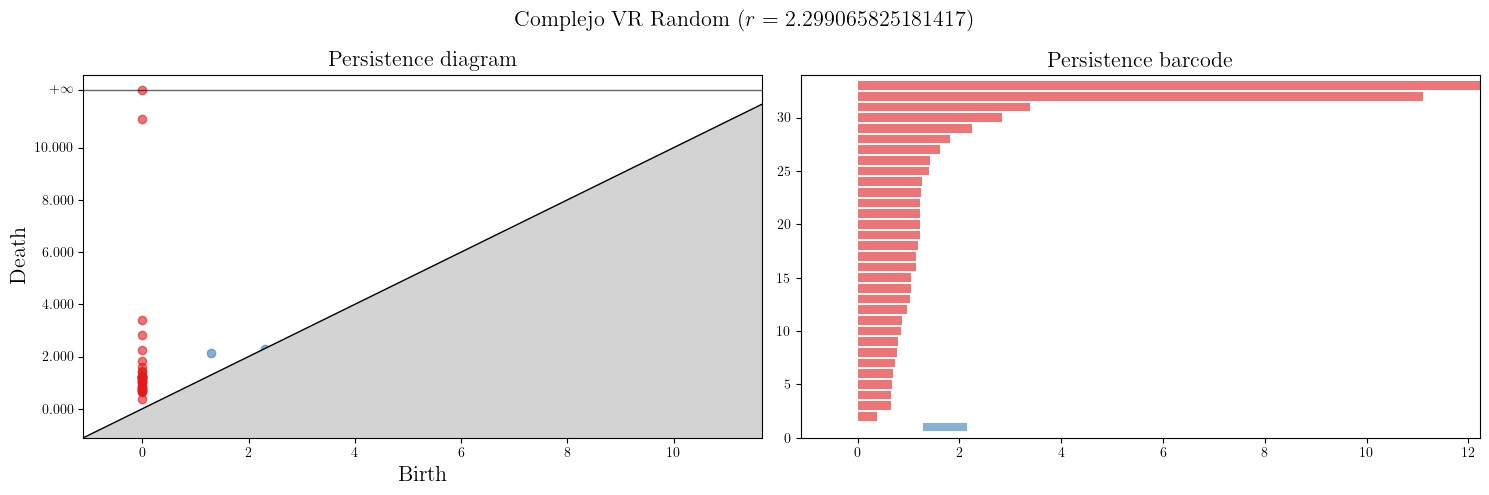 Complejo VR Random (r = 2.299065825181417)
Persistence diagram
+∞
10.000
8.000
6.000
4.000
2.000
0.000
Death
0 2 4 6 8 10
Birth
Persistence barcode
30
25
20
15
10
5
0
0 2 4 6 8 10 12